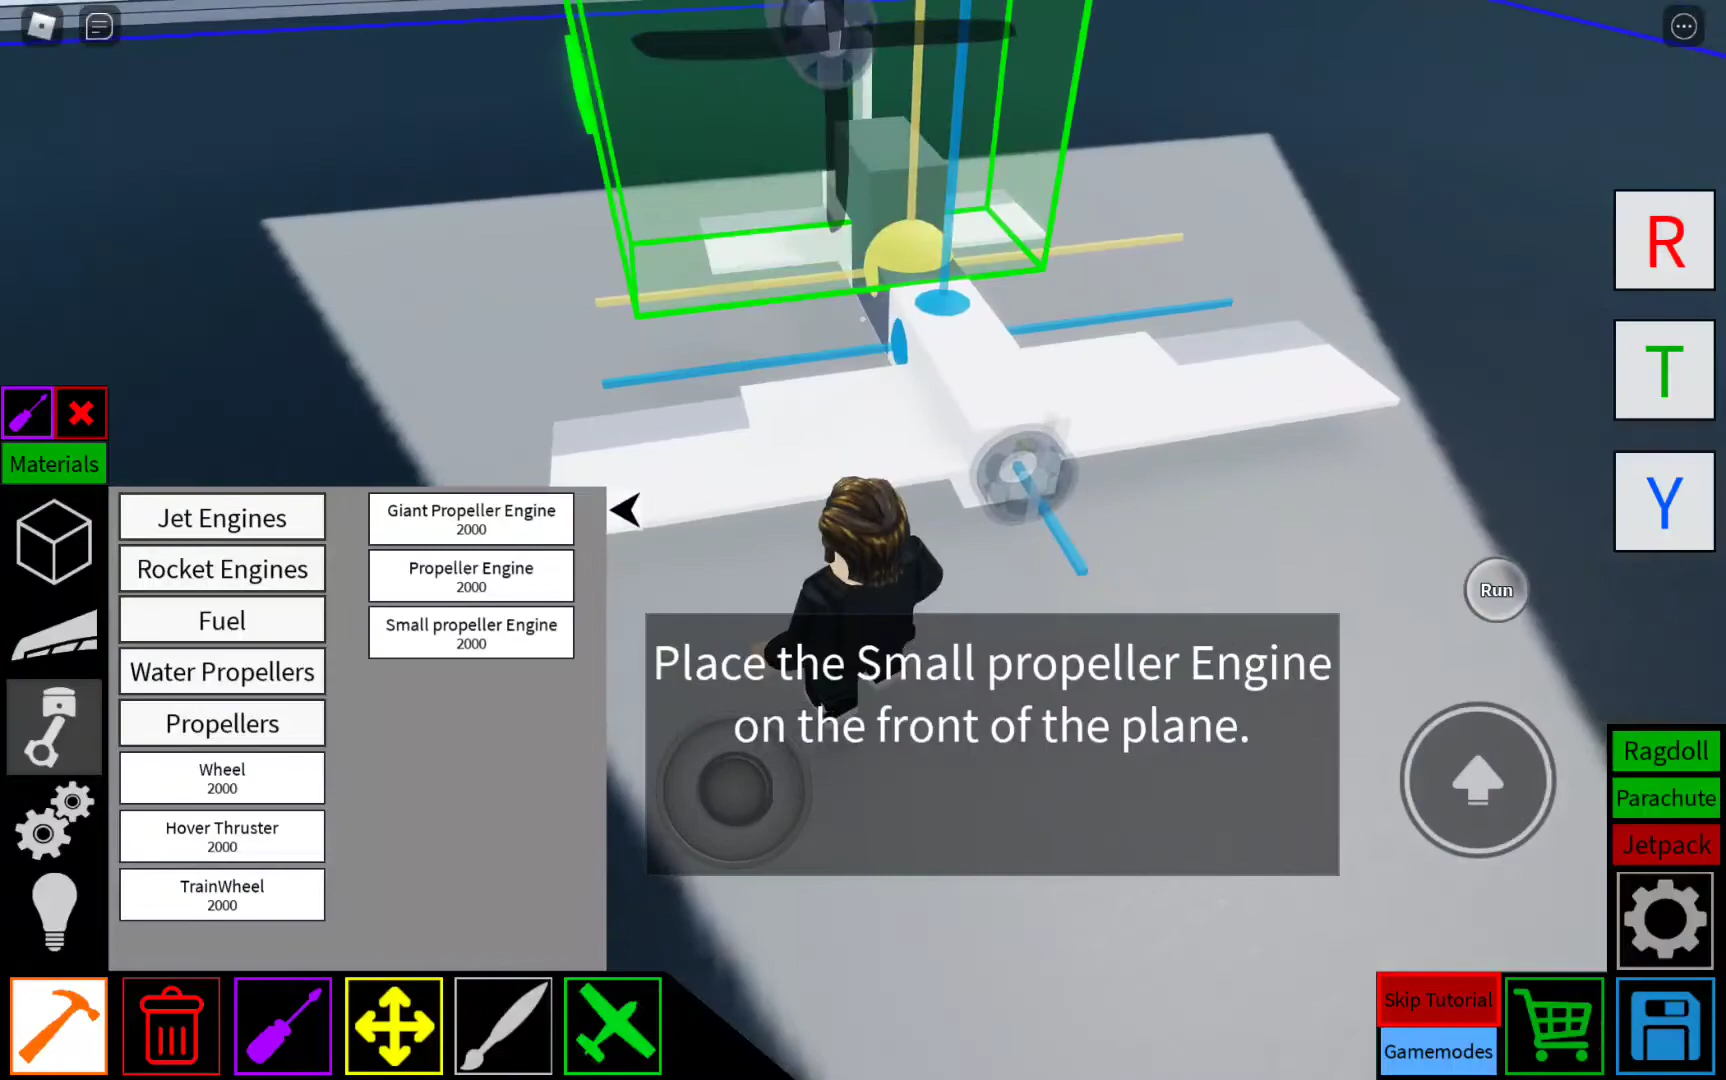 Materials
Jet Engines
Rocket Engines
Fuel
Water Propellers
Propellers
Wheel
2000
Hover Thruster
2000
TrainWheel
2000
Giant Propeller Engine
2000
Propeller Engine
2000
Small propeller Engine
2000
Place the Small propeller Engine
on the front of the plane.
R
T
Y
Run
Ragdoll
Parachute
Jetpack
Skip Tutorial
Gamemodes